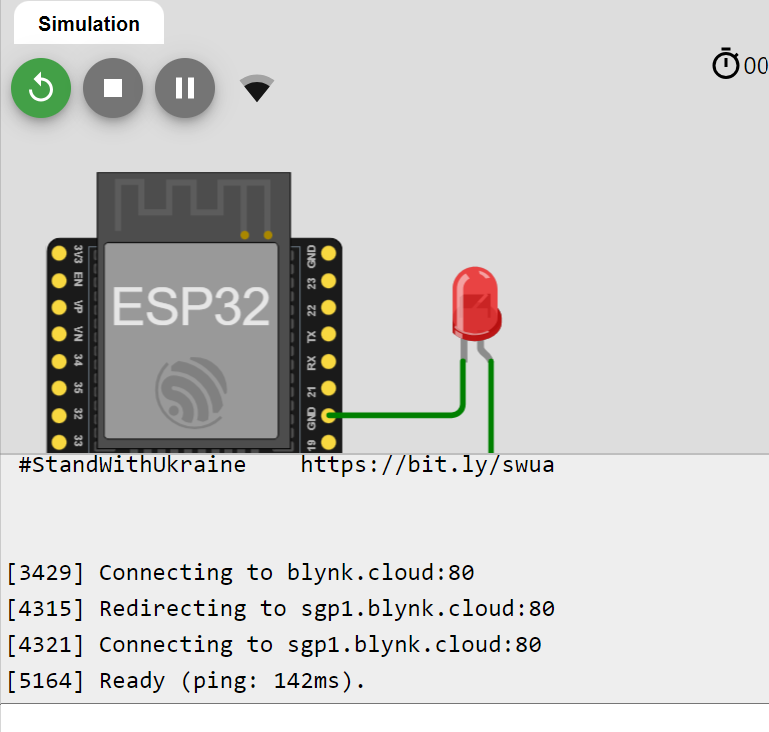 Simulation
00
3V3
EN
VP
VN
34
35
32
33
ESP32
GND
23
22
TX
RX
21
GND
19
#StandWithUkraine    https://bit.ly/swua
[3429] Connecting to blynk.cloud:80
[4315] Redirecting to sgp1.blynk.cloud:80
[4321] Connecting to sgp1.blynk.cloud:80
[5164] Ready (ping: 142ms).